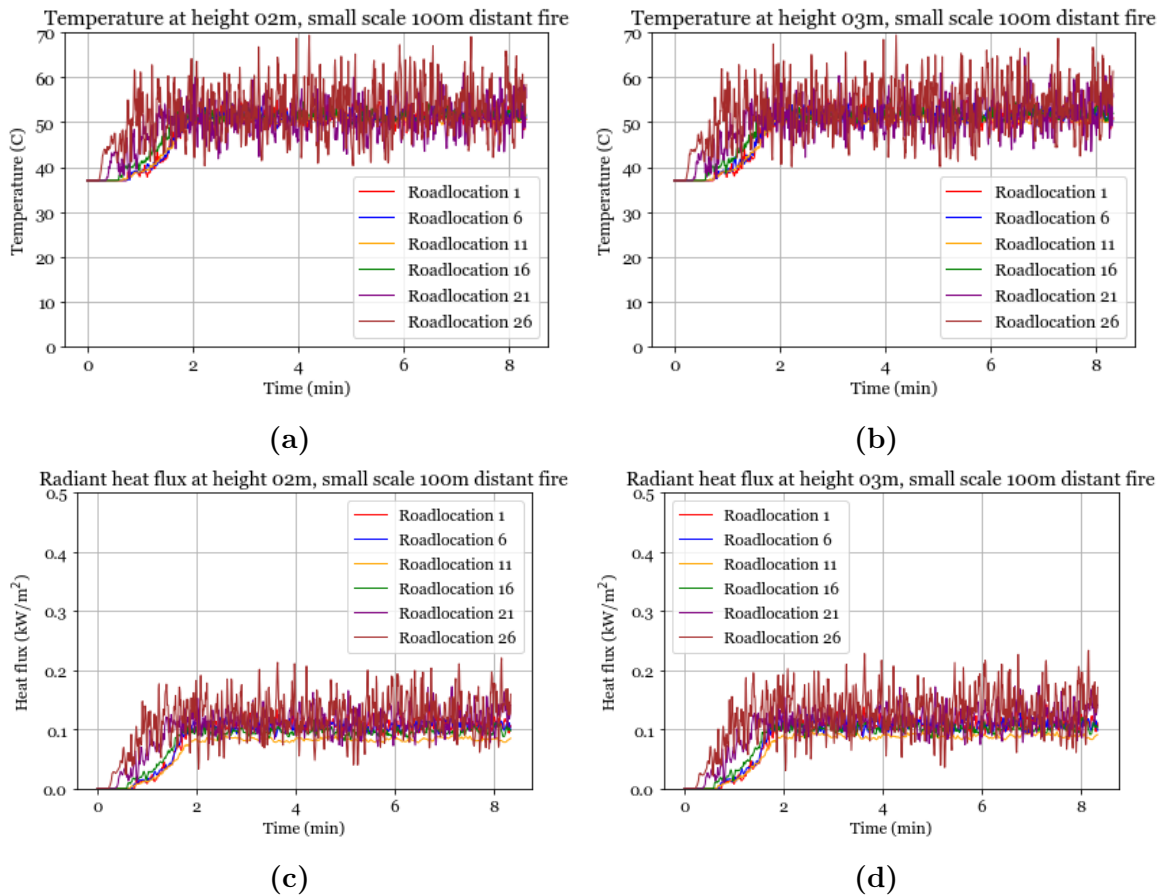 Temperature at height 02m, small scale 100m distant fire
70
60
50
40
30
20
10
0
Temperature (C)
Roadlocation 1
Roadlocation 6
Roadlocation 11
Roadlocation 16
Roadlocation 21
Roadlocation 26
0 2 4 6 8
Time (min)
(a)
Temperature at height 03m, small scale 100m distant fire
70
60
50
40
30
20
10
0
Temperature (C)
Roadlocation 1
Roadlocation 6
Roadlocation 11
Roadlocation 16
Roadlocation 21
Roadlocation 26
0 2 4 6 8
Time (min)
(b)
Radiant heat flux at height 02m, small scale 100m distant fire
0.5
0.4
0.3
0.2
0.1
0.0
Heat flux (kW/m²)
Roadlocation 1
Roadlocation 6
Roadlocation 11
Roadlocation 16
Roadlocation 21
Roadlocation 26
0 2 4 6 8
Time (min)
(c)
Radiant heat flux at height 03m, small scale 100m distant fire
0.5
0.4
0.3
0.2
0.1
0.0
Heat flux (kW/m²)
Roadlocation 1
Roadlocation 6
Roadlocation 11
Roadlocation 16
Roadlocation 21
Roadlocation 26
0 2 4 6 8
Time (min)
(d)